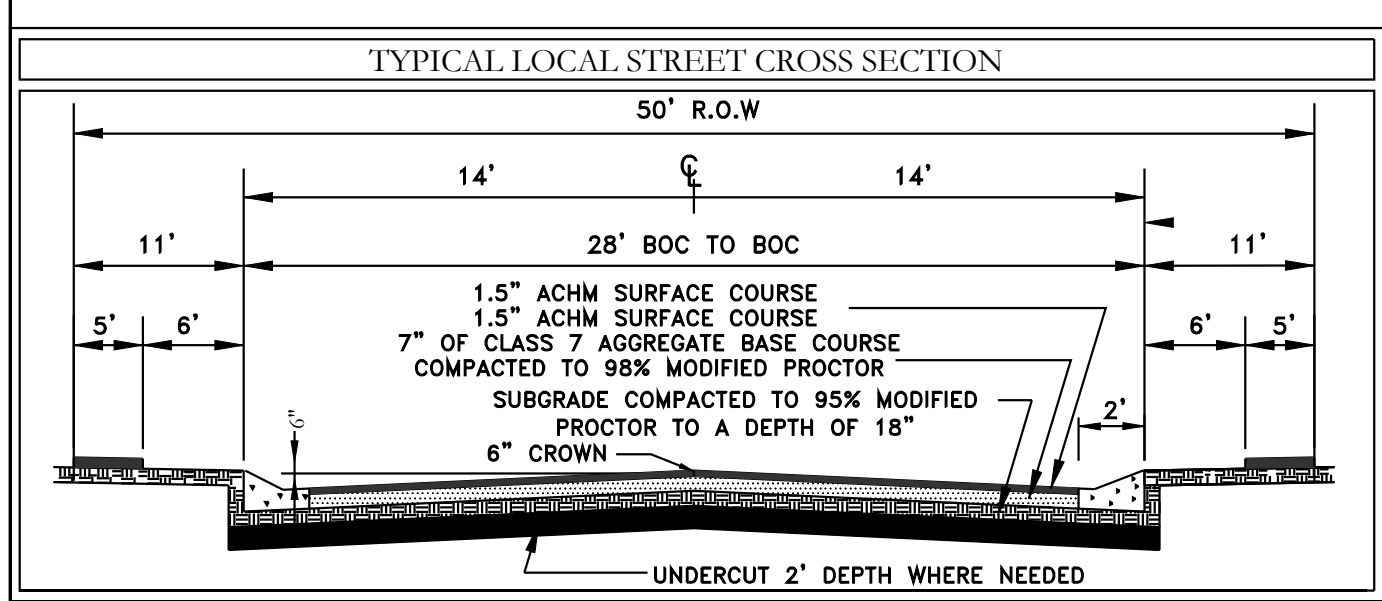 TYPICAL LOCAL STREET CROSS SECTION
50' R.O.W
14' ℄ 14'
11' 28' BOC TO BOC 11'
1.5" ACHM SURFACE COURSE
1.5" ACHM SURFACE COURSE
5' 6' 7" OF CLASS 7 AGGREGATE BASE COURSE 6' 5'
COMPACTED TO 98% MODIFIED PROCTOR
SUBGRADE COMPACTED TO 95% MODIFIED 2'
6" PROCTOR TO A DEPTH OF 18"
6" CROWN
UNDERCUT 2' DEPTH WHERE NEEDED